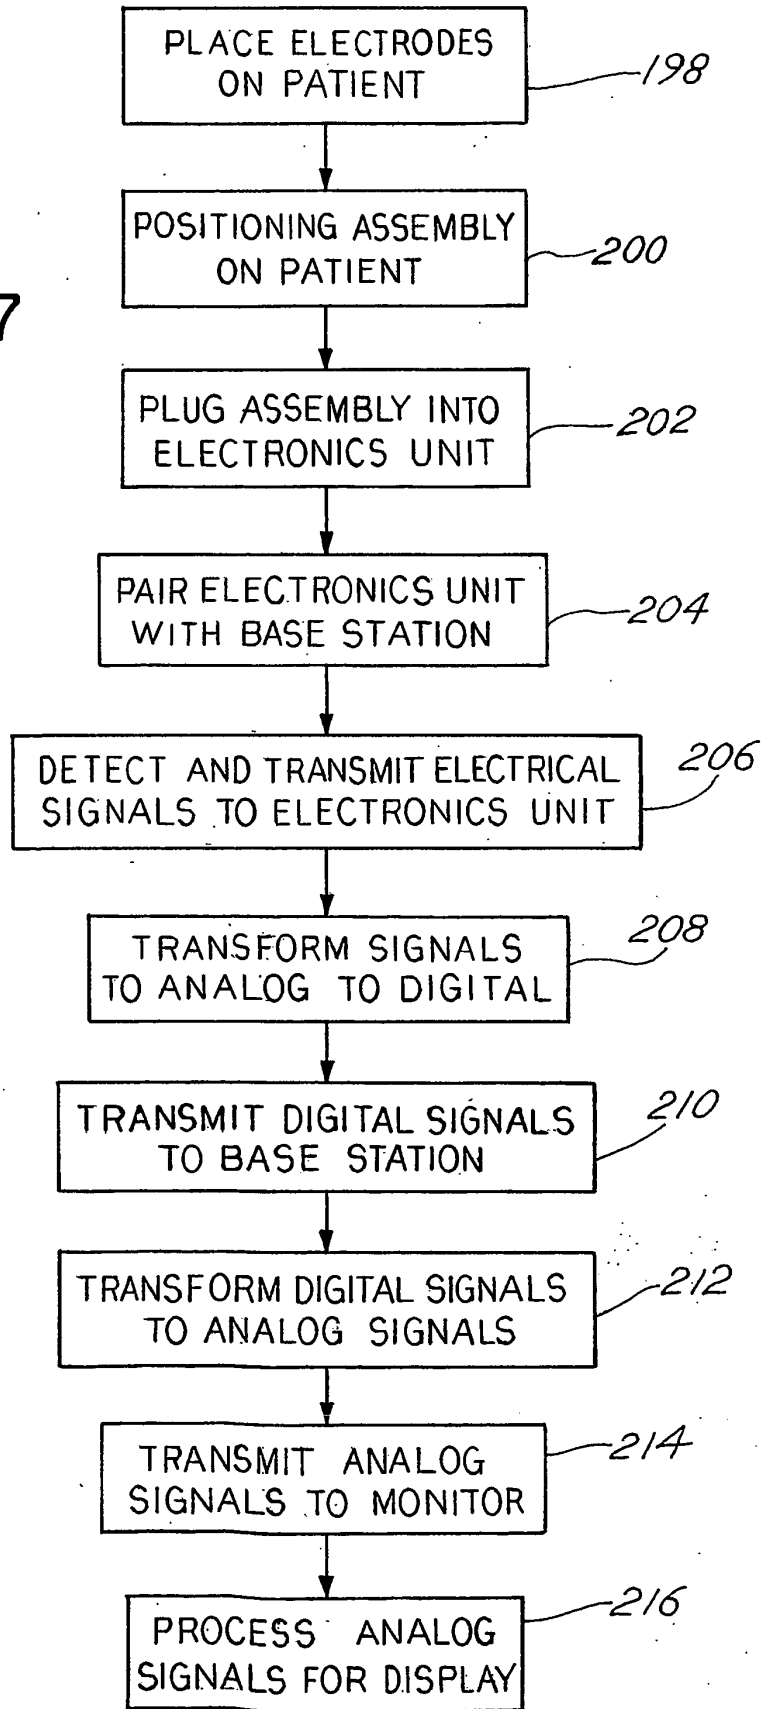 PLACE ELECTRODES
ON PATIENT
198
POSITIONING ASSEMBLY
ON PATIENT
200
7
PLUG ASSEMBLY INTO
ELECTRONICS UNIT
202
PAIR ELECTRONICS UNIT
WITH BASE STATION
204
DETECT AND TRANSMIT ELECTRICAL
SIGNALS TO ELECTRONICS UNIT
206
TRANSFORM SIGNALS
TO ANALOG TO DIGITAL
208
TRANSMIT DIGITAL SIGNALS
TO BASE STATION
210
TRANSFORM DIGITAL SIGNALS
TO ANALOG SIGNALS
212
TRANSMIT ANALOG
SIGNALS TO MONITOR
214
PROCESS ANALOG
SIGNALS FOR DISPLAY
216